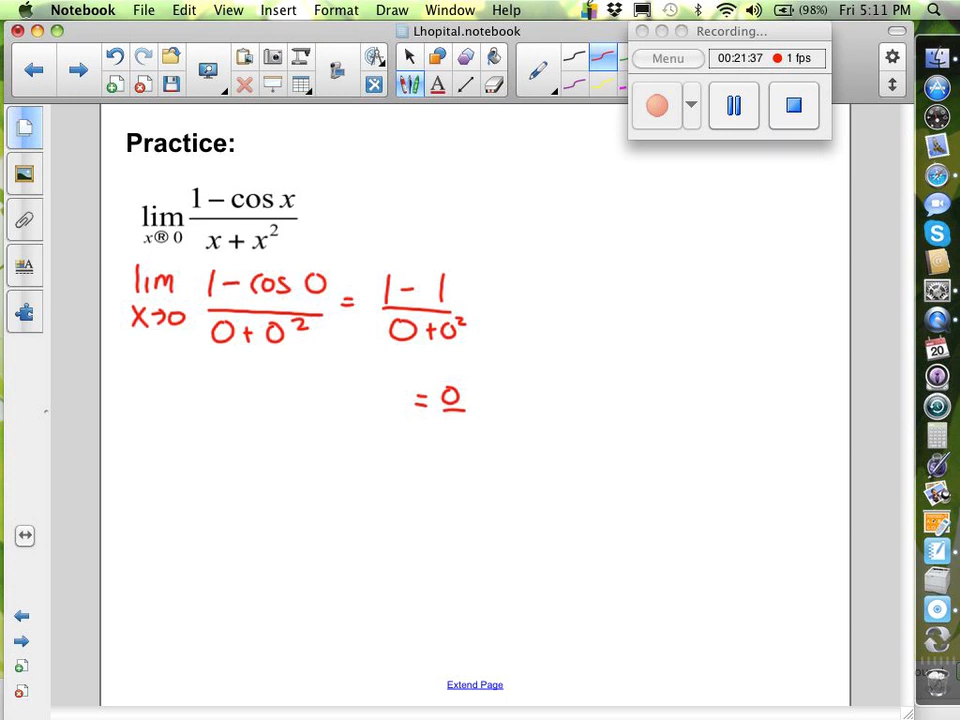 Notebook File Edit View Insert Format Draw Window Help (98%) Fri 5:11 PM
Lhopital.notebook
Recording...
Menu 00:21:37 1 fps
Practice:
lim 1 – cos x
x® 0 x + x²
lim 1 - cos 0 = 1 - 1
x→0 0 + 0² 0 + 0²
= 0
20
Extend Page